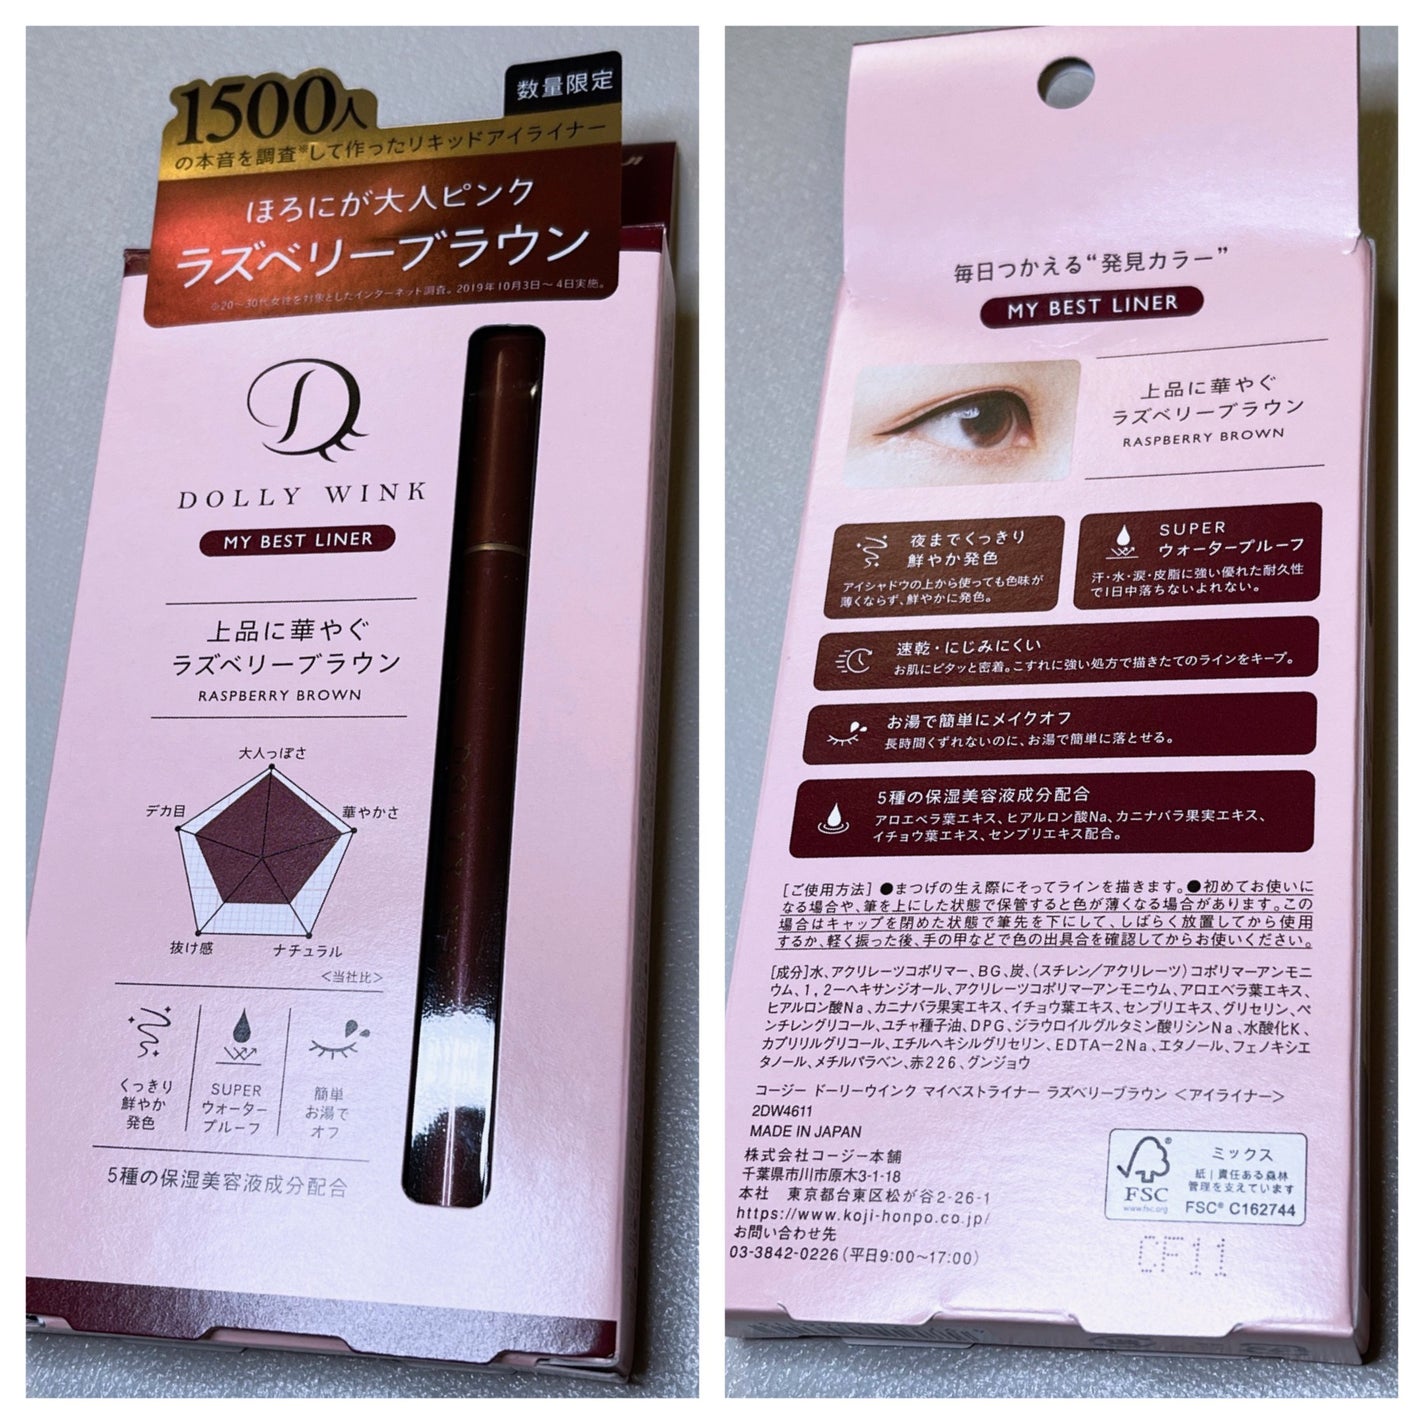 1500人
数量限定
の本音を調査※して作ったリキッドアイライナー
ほろにが大人ピンク
ラズベリーブラウン
※20〜30代女性を対象としたインターネット調査。2019年10月3日〜4日実施。
DOLLY WINK
MY BEST LINER
上品に華やぐ
ラズベリーブラウン
RASPBERRY BROWN
大人っぽさ
デカ目
華やかさ
抜け感
ナチュラル
<当社比>
くっきり
鮮やか
発色
SUPER
ウォーター
プルーフ
簡単
お湯で
オフ
5種の保湿美容液成分配合
毎日つかえる“発見カラー”
MY BEST LINER
上品に華やぐ
ラズベリーブラウン
RASPBERRY BROWN
夜までくっきり
鮮やか発色
アイシャドウの上から使っても色味が
薄くならず、鮮やかに発色。
SUPER
ウォータープルーフ
汗・水・涙・皮脂に強い優れた耐久性
で1日中落ちないよれない。
速乾・にじみにくい
お肌にピタッと密着。こすれに強い処方で描きたてのラインをキープ。
お湯で簡単にメイクオフ
長時間くずれないのに、お湯で簡単に落とせる。
5種の保湿美容液成分配合
アロエベラ葉エキス、ヒアルロン酸Na、カニナバラ果実エキス、
イチョウ葉エキス、センブリエキス配合。
[ご使用方法] ●まつげの生え際にそってラインを描きます。●初めてお使いに
なる場合や、筆を上にした状態で保管すると色が薄くなる場合があります。この
場合はキャップを閉めた状態で筆先を下にして、しばらく放置してから使用
するか、軽く振った後、手の甲などで色の出具合を確認してからお使いください。
[成分]水、アクリレーツコポリマー、BG、炭、(スチレン／アクリレーツ)コポリマーアンモニ
ウム、1,2ーヘキサンジオール、アクリレーツコポリマーアンモニウム、アロエベラ葉エキス、
ヒアルロン酸Na、カニナバラ果実エキス、イチョウ葉エキス、センブリエキス、グリセリン、ペ
ンチレングリコール、ユチャ種子油、DPG、ジラウロイルグルタミン酸リシンNa、水酸化K、
カプリリルグリコール、エチルヘキシルグリセリン、EDTAー2Na、エタノール、フェノキシエ
タノール、メチルパラベン、赤226、グンジョウ
コージー ドーリーウインク マイベストライナー ラズベリーブラウン <アイライナー>
2DW4611
MADE IN JAPAN
株式会社コージー本舗
千葉県市川市原木3-1-18
本社 東京都台東区松が谷2-26-1
https://www.koji-honpo.co.jp/
お問い合わせ先
03-3842-0226(平日9:00〜17:00)
FSC
www.fsc.org
ミックス
紙 | 責任ある森林
管理を支えています
FSC® C162744
CF11